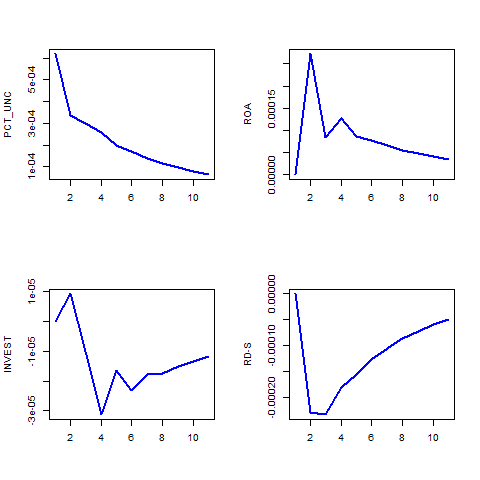 PCT_UNC
1e-04 3e-04 5e-04
2 4 6 8 10
ROA
0.00000 0.00015
2 4 6 8 10
INVEST
-3e-05 -1e-05 1e-05
2 4 6 8 10
RD-S
-0.00020 -0.00010 0.00000
2 4 6 8 10